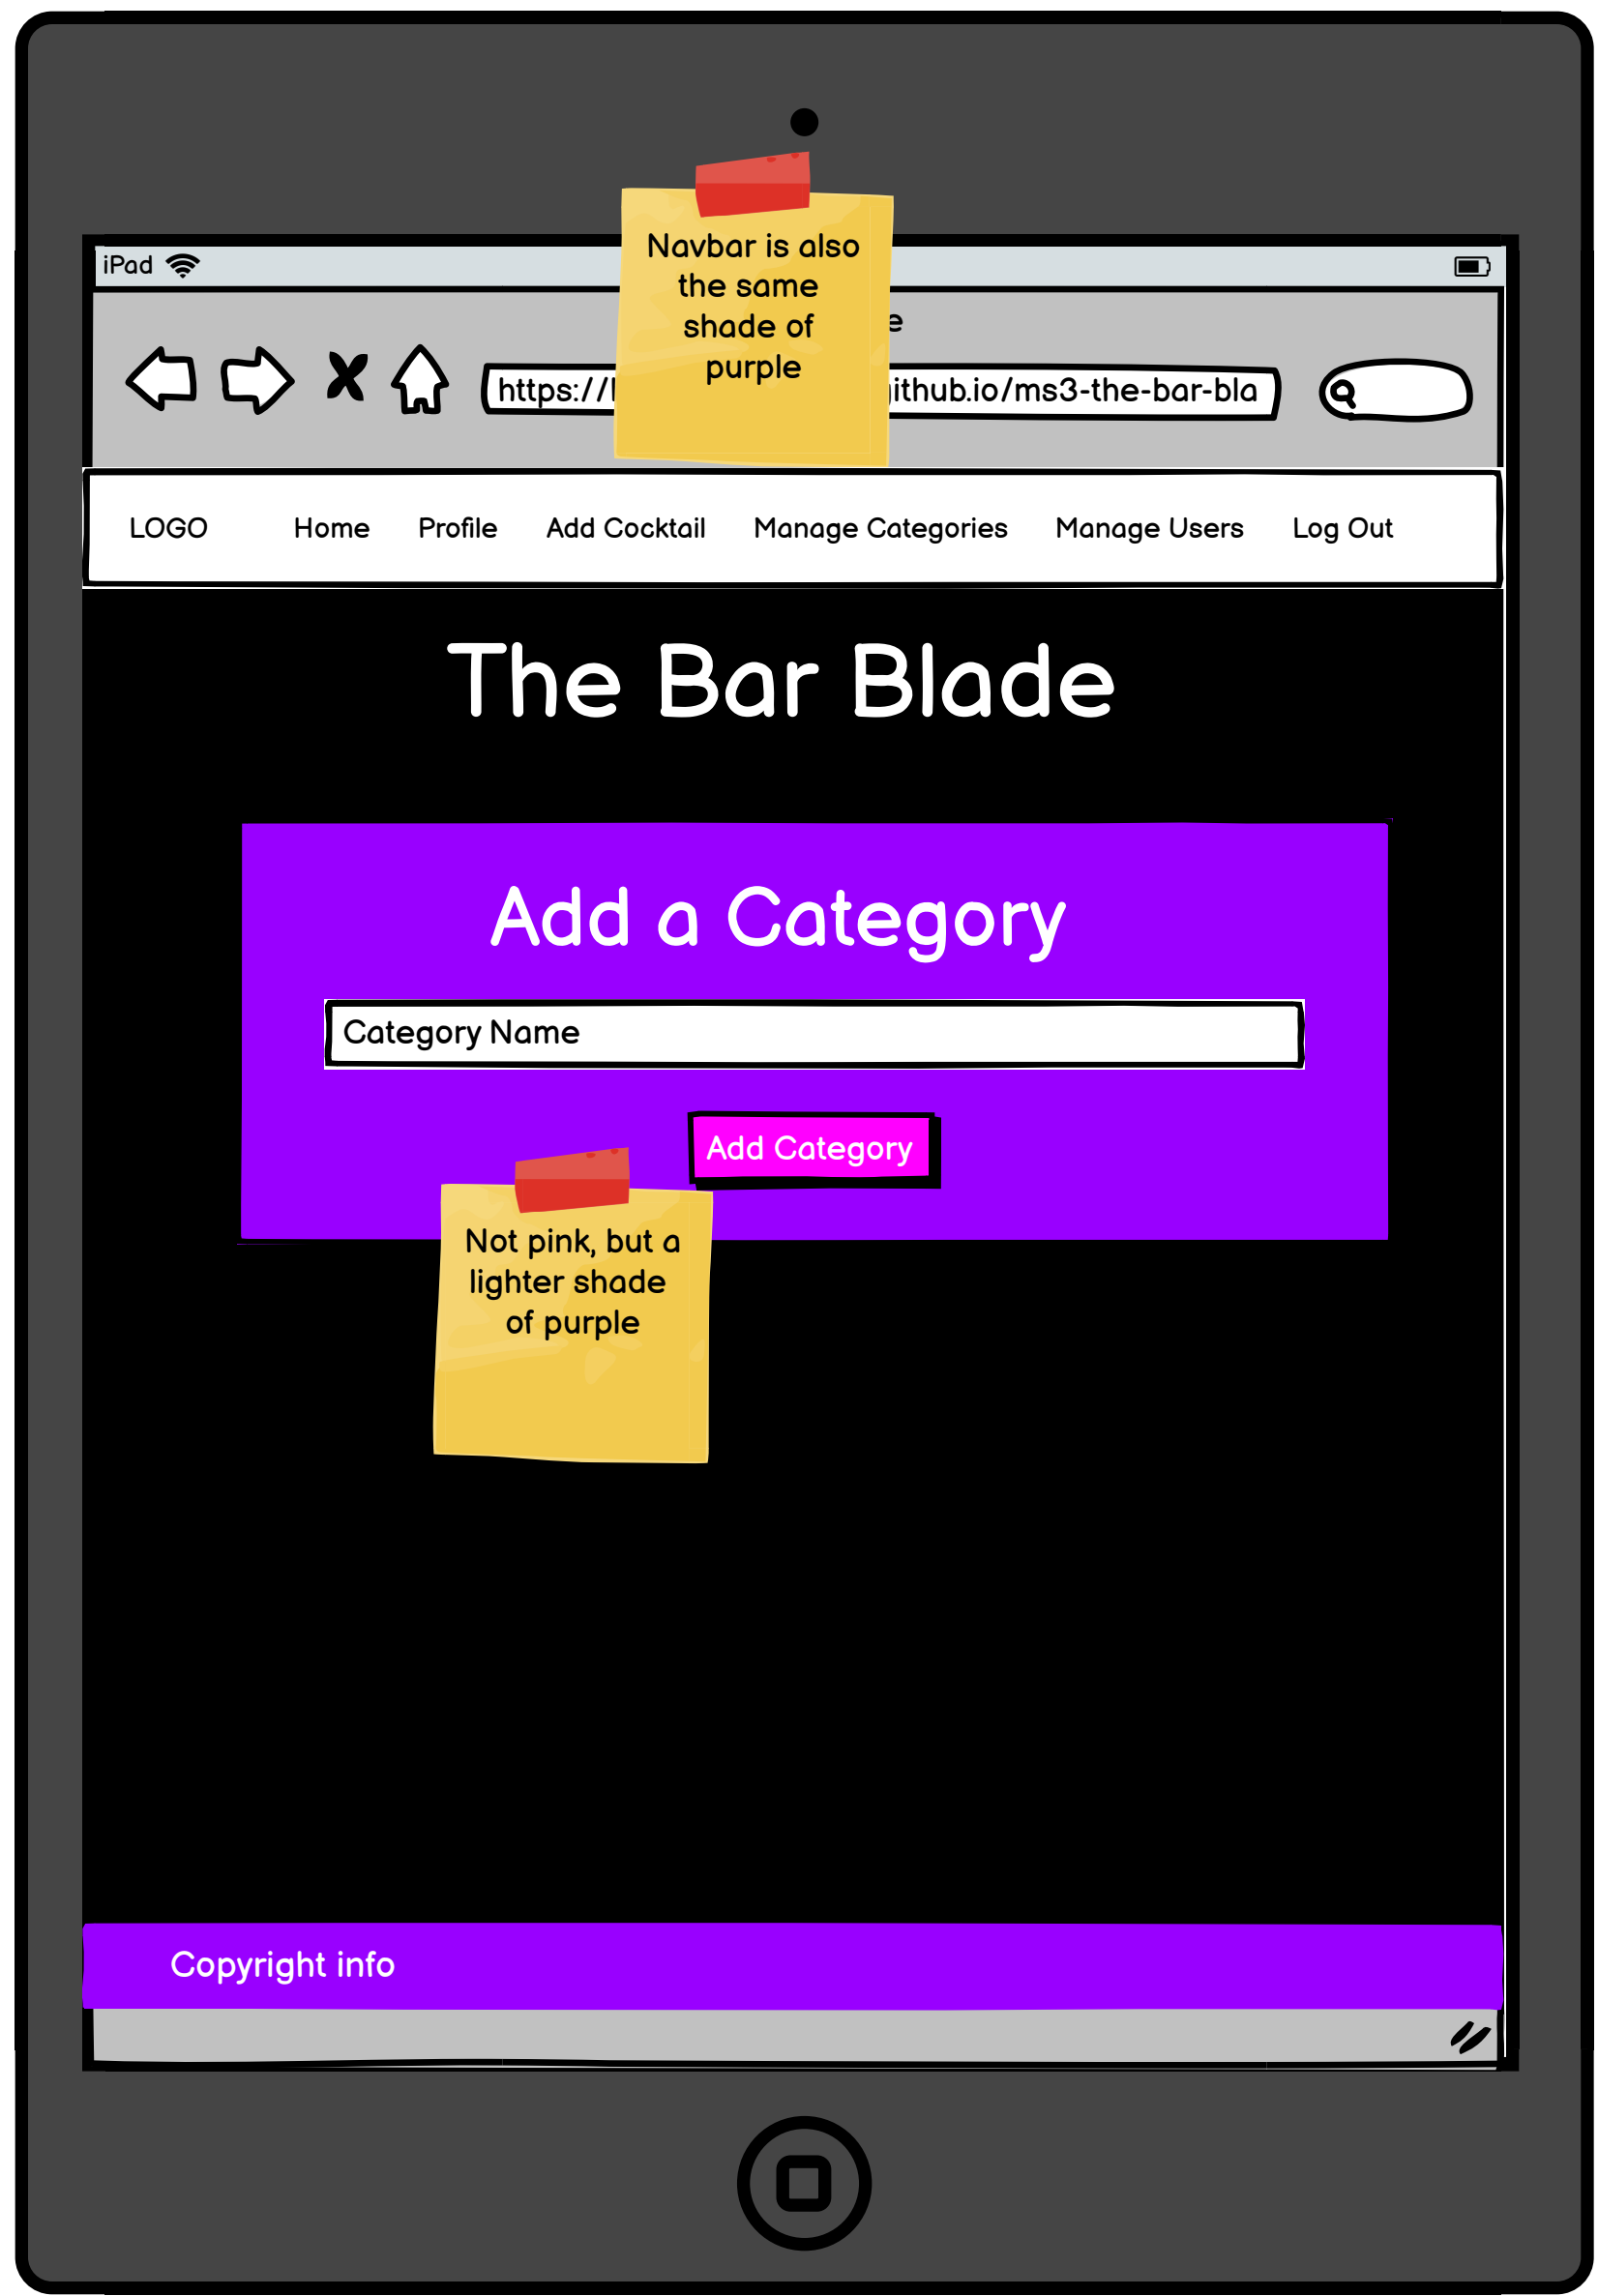 iPad
Navbar is also
the same
shade of
purple
https://
github.io/ms3-the-bar-bla
LOGO Home Profile Add Cocktail Manage Categories Manage Users Log Out
The Bar Blade
Add a Category
Category Name
Add Category
Not pink, but a
lighter shade
of purple
Copyright info